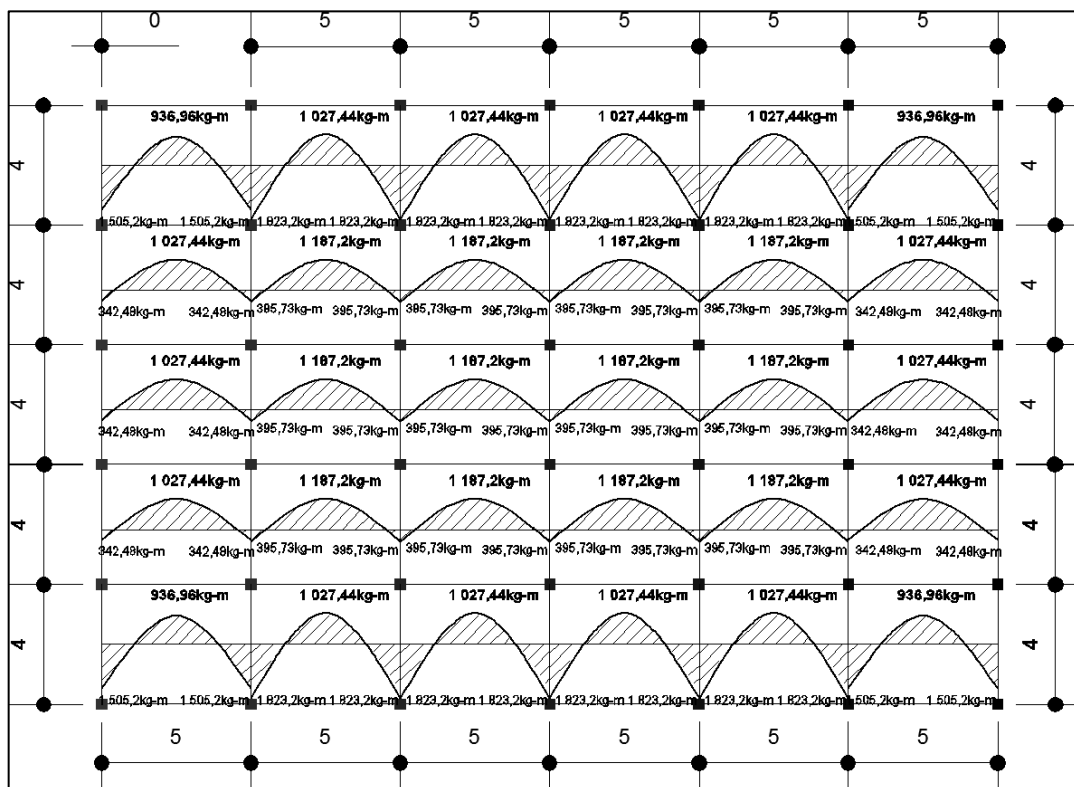 0 5 5 5 5 5
936,96kg-m 1 027,44kg-m 1 027,44kg-m 1 027,44kg-m 1 027,44kg-m 936,96kg-m
4 4
1 505,2kg-m 1 505,2kg-m 1 823,2kg-m 1 823,2kg-m 1 823,2kg-m 1 823,2kg-m 1 823,2kg-m 1 823,2kg-m 1 823,2kg-m 1 823,2kg-m 1 505,2kg-m 1 505,2kg-m
1 027,44kg-m 1 187,2kg-m 1 187,2kg-m 1 187,2kg-m 1 187,2kg-m 1 027,44kg-m
4 4
342,48kg-m 342,48kg-m 395,73kg-m 395,73kg-m 395,73kg-m 395,73kg-m 395,73kg-m 395,73kg-m 395,73kg-m 395,73kg-m 342,48kg-m 342,48kg-m
1 027,44kg-m 1 187,2kg-m 1 187,2kg-m 1 187,2kg-m 1 187,2kg-m 1 027,44kg-m
4 4
342,48kg-m 342,48kg-m 395,73kg-m 395,73kg-m 395,73kg-m 395,73kg-m 395,73kg-m 395,73kg-m 395,73kg-m 395,73kg-m 342,48kg-m 342,48kg-m
1 027,44kg-m 1 187,2kg-m 1 187,2kg-m 1 187,2kg-m 1 187,2kg-m 1 027,44kg-m
4 4
342,48kg-m 342,48kg-m 395,73kg-m 395,73kg-m 395,73kg-m 395,73kg-m 395,73kg-m 395,73kg-m 395,73kg-m 395,73kg-m 342,48kg-m 342,48kg-m
936,96kg-m 1 027,44kg-m 1 027,44kg-m 1 027,44kg-m 1 027,44kg-m 936,96kg-m
4 4
1 505,2kg-m 1 505,2kg-m 1 823,2kg-m 1 823,2kg-m 1 823,2kg-m 1 823,2kg-m 1 823,2kg-m 1 823,2kg-m 1 823,2kg-m 1 823,2kg-m 1 505,2kg-m 1 505,2kg-m
5 5 5 5 5 5